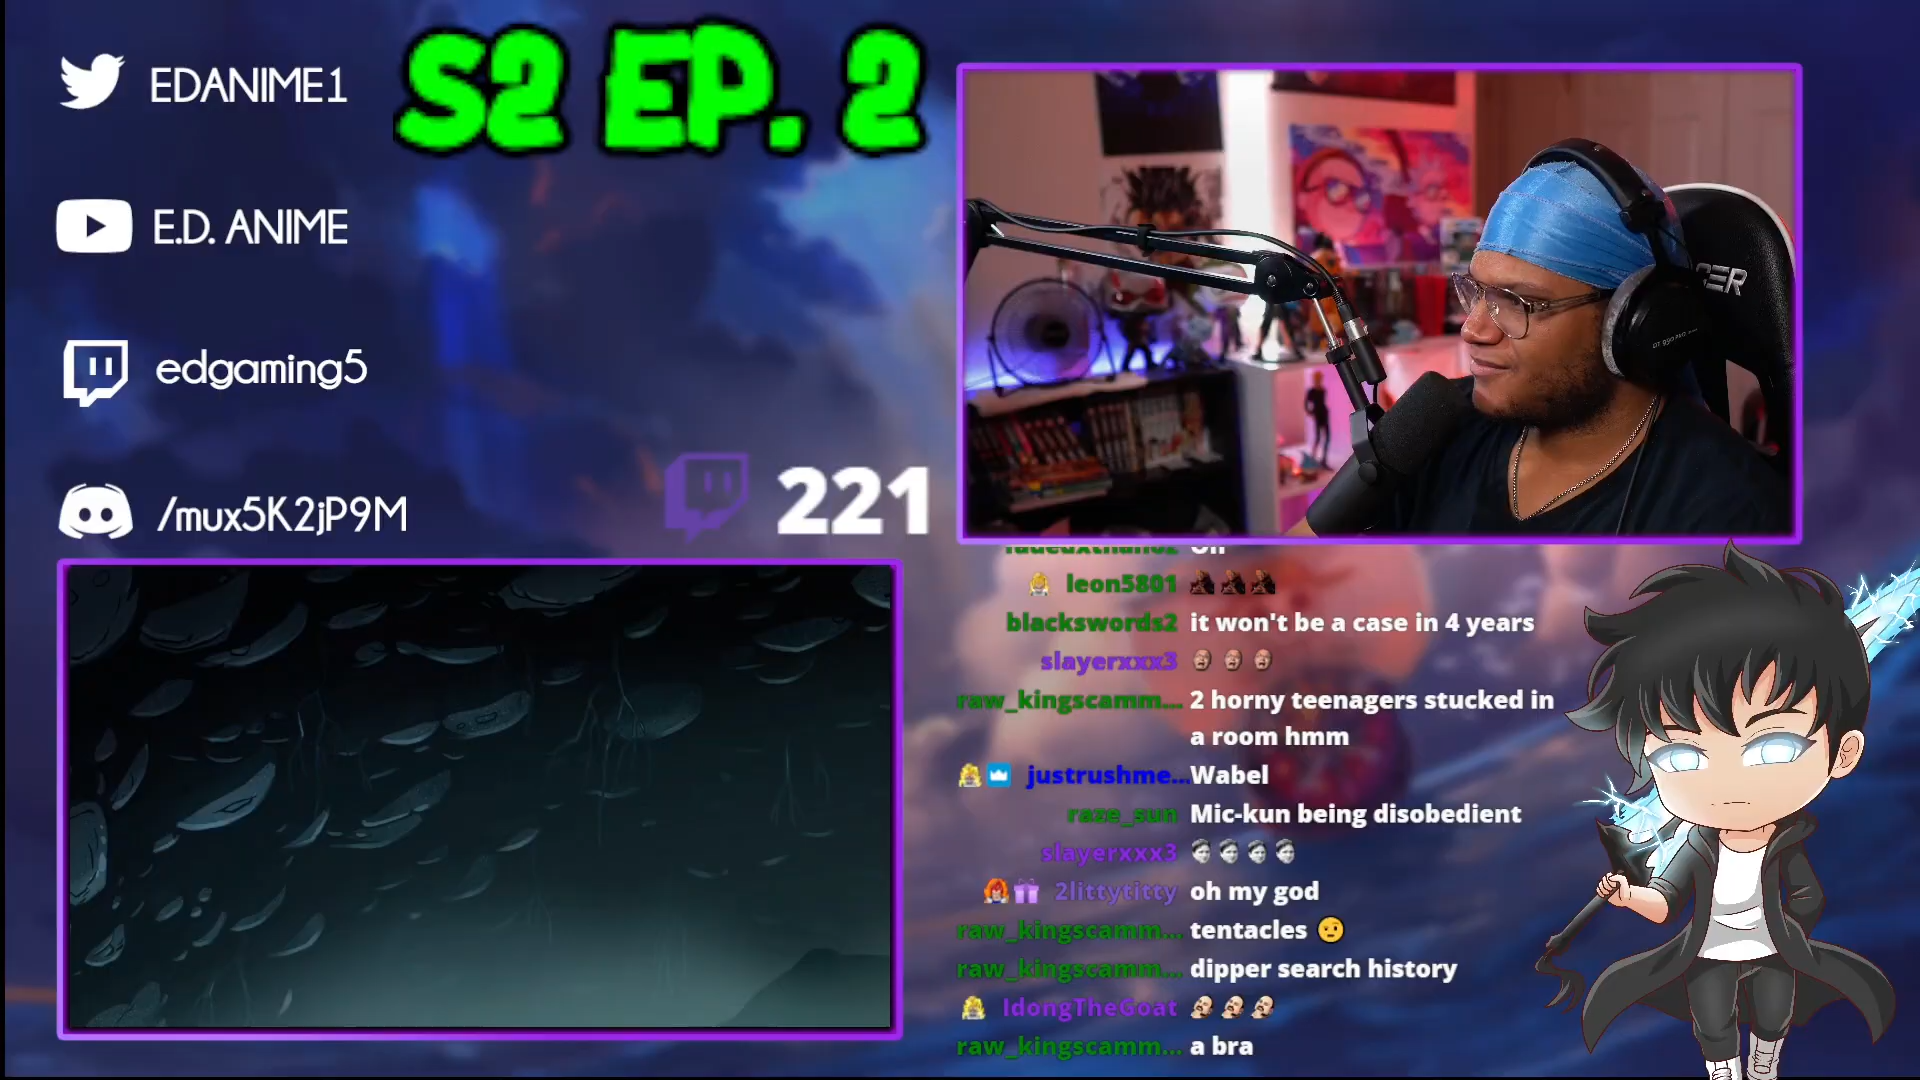 EDANIME1
S2 EP. 2
E.D. ANIME
edgaming5
/mux5K2jP9M
221
leon5801
blackswords2 it won't be a case in 4 years
slayerxxx3
raw_kingscamm... 2 horny teenagers stucked in
a room hmm
justrushme... Wabel
raze_sun Mic-kun being disobedient
slayerxxx3
2littytitty oh my god
raw_kingscamm... tentacles
raw_kingscamm... dipper search history
IdongTheGoat
raw_kingscamm... a bra